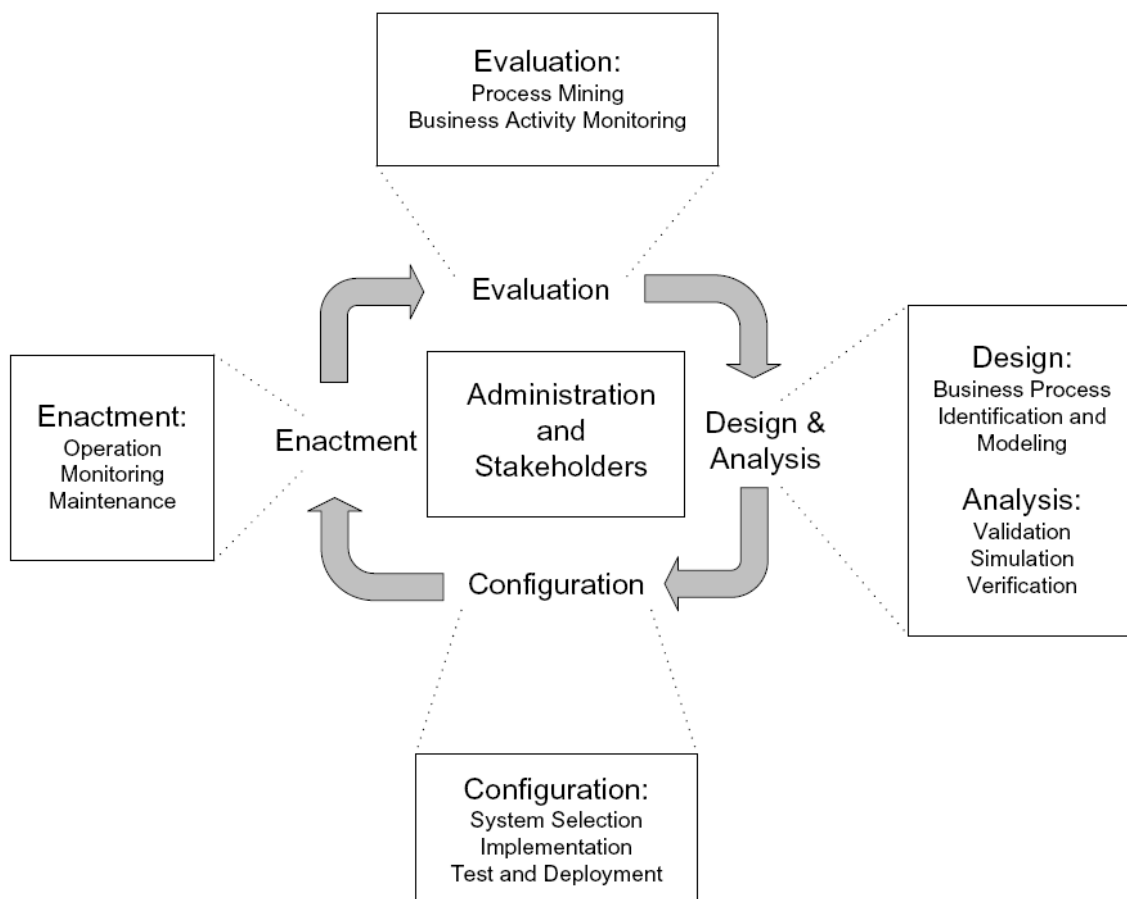 Evaluation:
Process Mining
Business Activity Monitoring
Evaluation
Design:
Business Process
Identification and
Modeling
Analysis:
Validation
Simulation
Verification
Enactment:
Operation
Monitoring
Maintenance
Enactment
Administration
and
Stakeholders
Design &
Analysis
Configuration
Configuration:
System Selection
Implementation
Test and Deployment